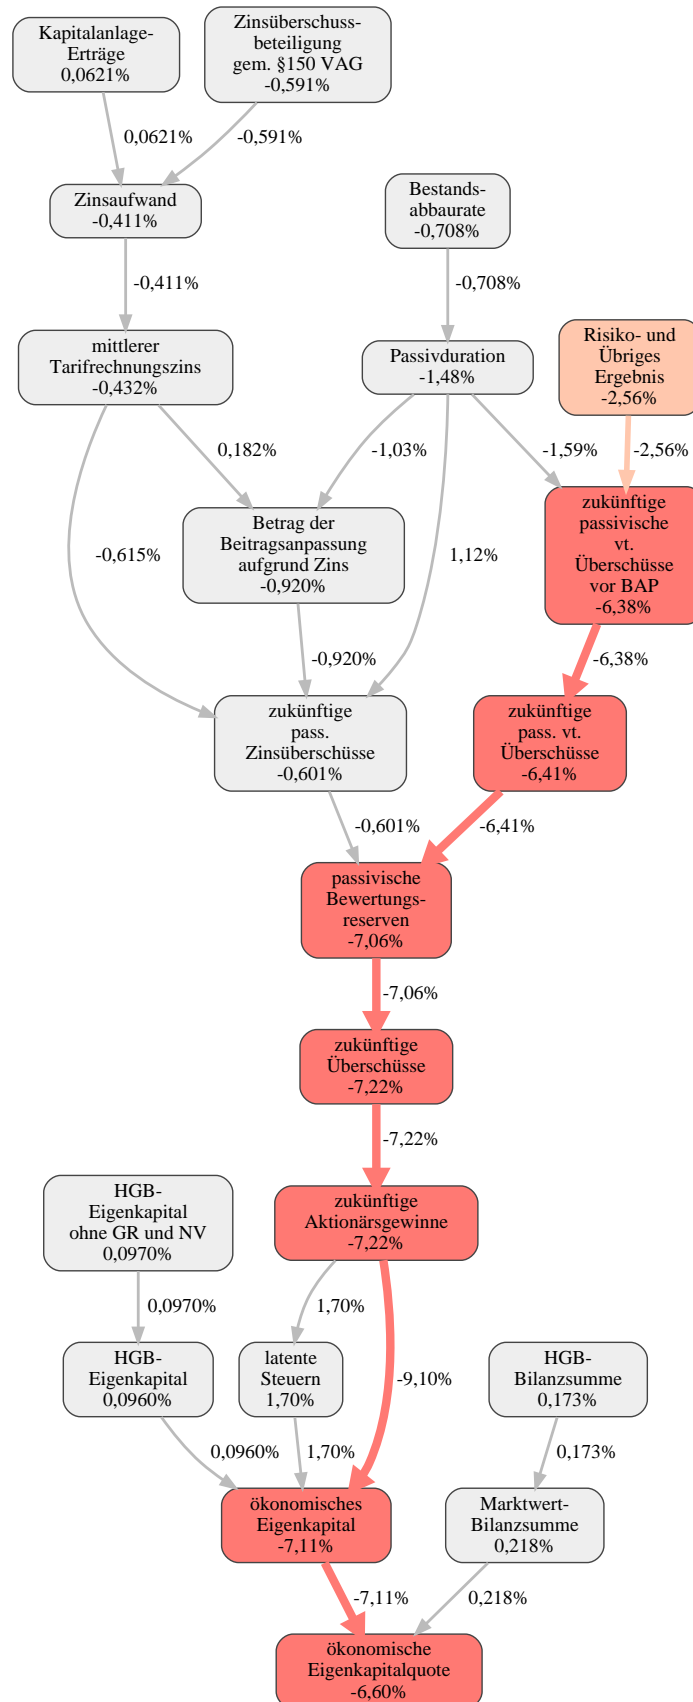 Kapitalanlage-
Erträge
0,0621%
Zinsüberschuss-
beteiligung
gem. §150 VAG
-0,591%
0,0621%
-0,591%
Zinsaufwand
-0,411%
Bestands-
abbaurate
-0,708%
-0,411%
-0,708%
mittlerer
Tarifrechnungszins
-0,432%
Passivduration
-1,48%
Risiko- und
Übriges
Ergebnis
-2,56%
0,182%
-1,03%
-1,59%
-2,56%
-0,615%
Betrag der
Beitragsanpassung
aufgrund Zins
-0,920%
1,12%
zukünftige
passivische
vt.
Überschüsse
vor BAP
-6,38%
-0,920%
-6,38%
zukünftige
pass.
Zinsüberschüsse
-0,601%
zukünftige
pass. vt.
Überschüsse
-6,41%
-0,601%
-6,41%
passivische
Bewertungs-
reserven
-7,06%
-7,06%
zukünftige
Überschüsse
-7,22%
-7,22%
HGB-
Eigenkapital
ohne GR und NV
0,0970%
zukünftige
Aktionärsgewinne
-7,22%
0,0970%
1,70%
-9,10%
HGB-
Eigenkapital
0,0960%
latente
Steuern
1,70%
HGB-
Bilanzsumme
0,173%
0,0960%
1,70%
0,173%
ökonomisches
Eigenkapital
-7,11%
Marktwert-
Bilanzsumme
0,218%
-7,11%
0,218%
ökonomische
Eigenkapitalquote
-6,60%